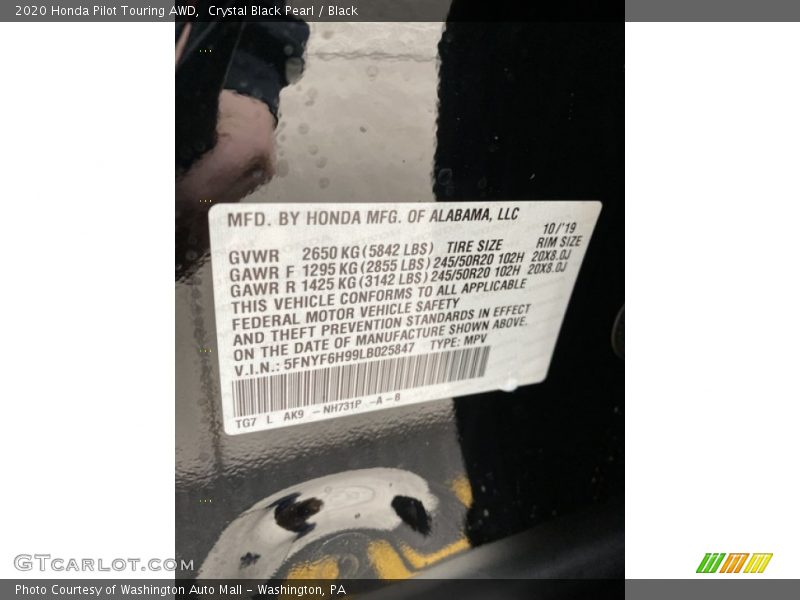 2020 Honda Pilot Touring AWD,  Crystal Black Pearl / Black
MFD. BY HONDA MFG. OF ALABAMA, LLC
10/'19
GVWR 2650 KG (5842 LBS) TIRE SIZE RIM SIZE
GAWR F 1295 KG (2855 LBS) 245/50R20 102H 20X8.0J
GAWR R 1425 KG (3142 LBS) 245/50R20 102H 20X8.0J
THIS VEHICLE CONFORMS TO ALL APPLICABLE
FEDERAL MOTOR VEHICLE SAFETY
AND THEFT PREVENTION STANDARDS IN EFFECT
ON THE DATE OF MANUFACTURE SHOWN ABOVE.
V.I.N.: 5FNYF6H99LB025847 TYPE: MPV
TG7 L AK9 - NH731P -A - 8
GTcarlot.com
Photo Courtesy of Washington Auto Mall - Washington, PA